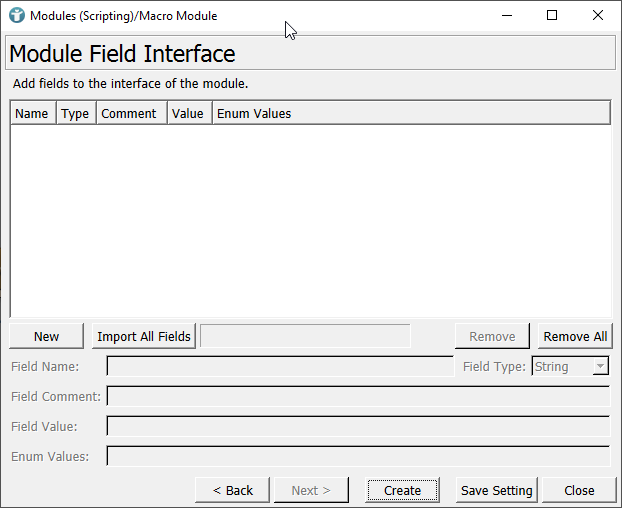 Modules (Scripting)/Macro Module
Module Field Interface
Add fields to the interface of the module.
Name Type Comment Value Enum Values
New Import All Fields Remove Remove All
Field Name: Field Type: String
Field Comment:
Field Value:
Enum Values:
< Back Next > Create Save Setting Close